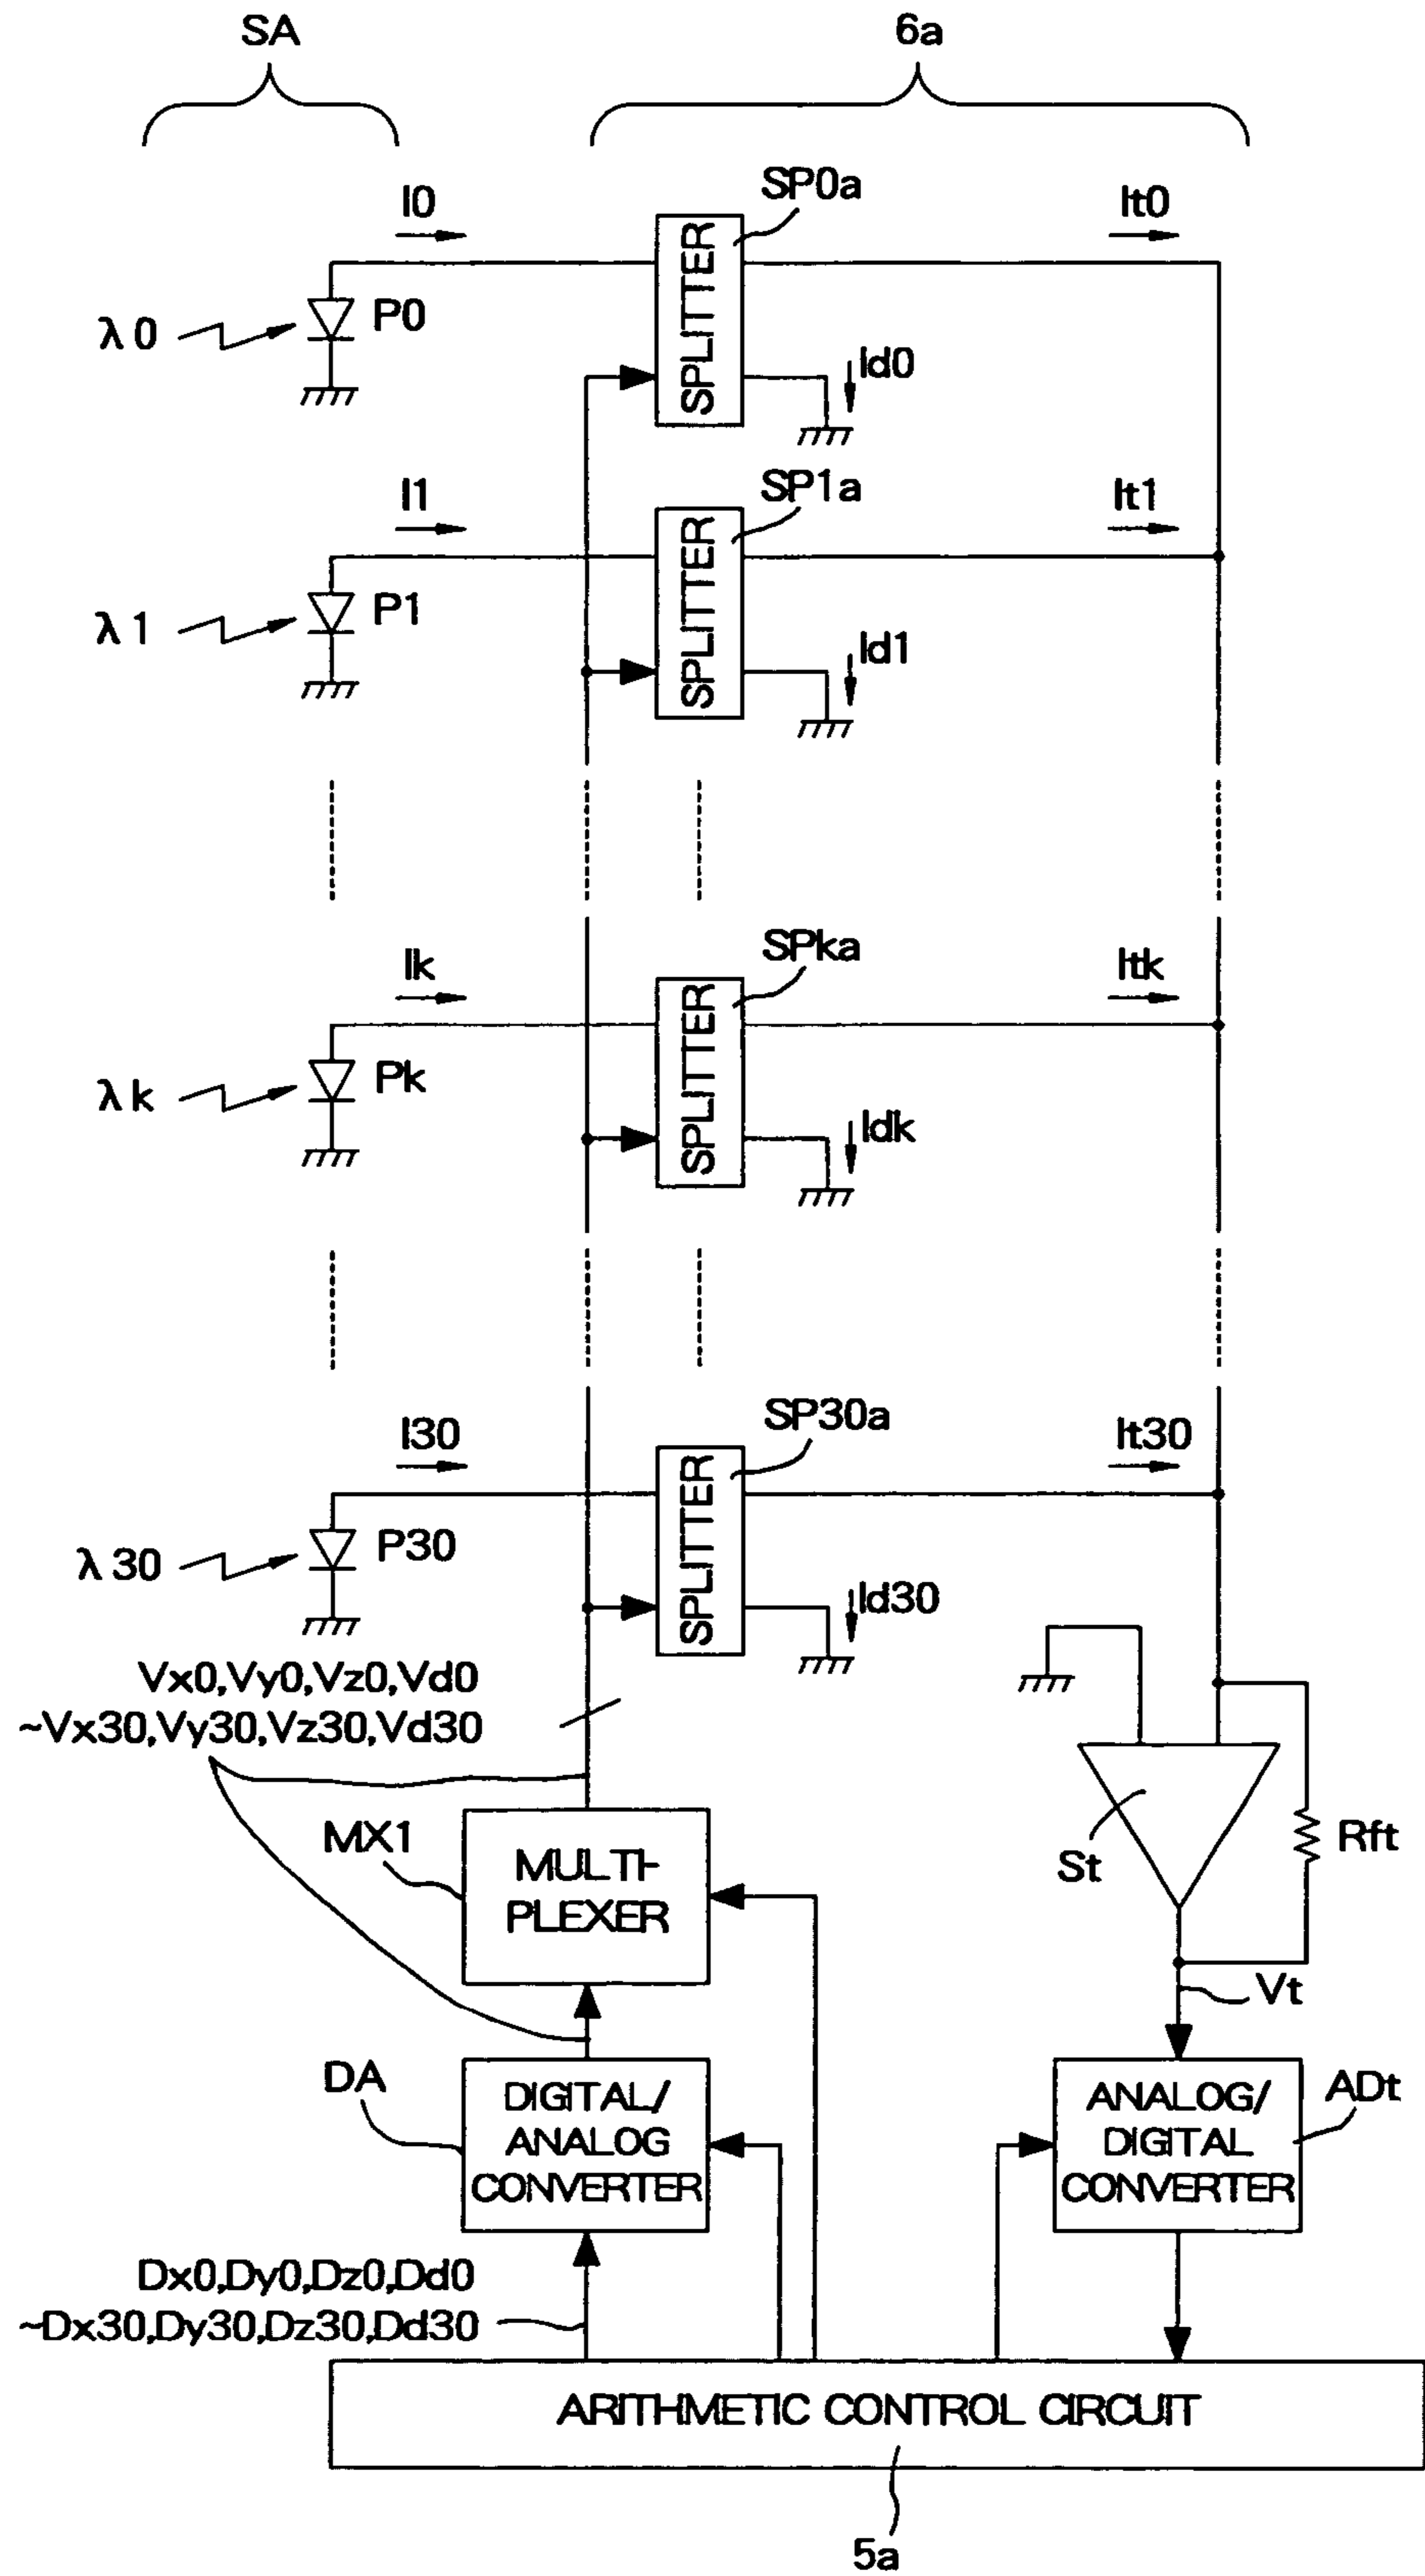 SA
6a
I0
SP0a
It0
λ0
P0
SPLITTER
Id0
I1
SP1a
It1
λ1
P1
SPLITTER
Id1
Ik
SPka
Itk
λk
Pk
SPLITTER
Idk
I30
SP30a
It30
λ30
P30
SPLITTER
Id30
Vx0,Vy0,Vz0,Vd0
~Vx30,Vy30,Vz30,Vd30
MX1
MULTI-
PLEXER
St
Rft
Vt
DA
DIGITAL/
ANALOG
CONVERTER
ANALOG/
DIGITAL
CONVERTER
ADt
Dx0,Dy0,Dz0,Dd0
~Dx30,Dy30,Dz30,Dd30
ARITHMETIC CONTROL CIRCUIT
5a